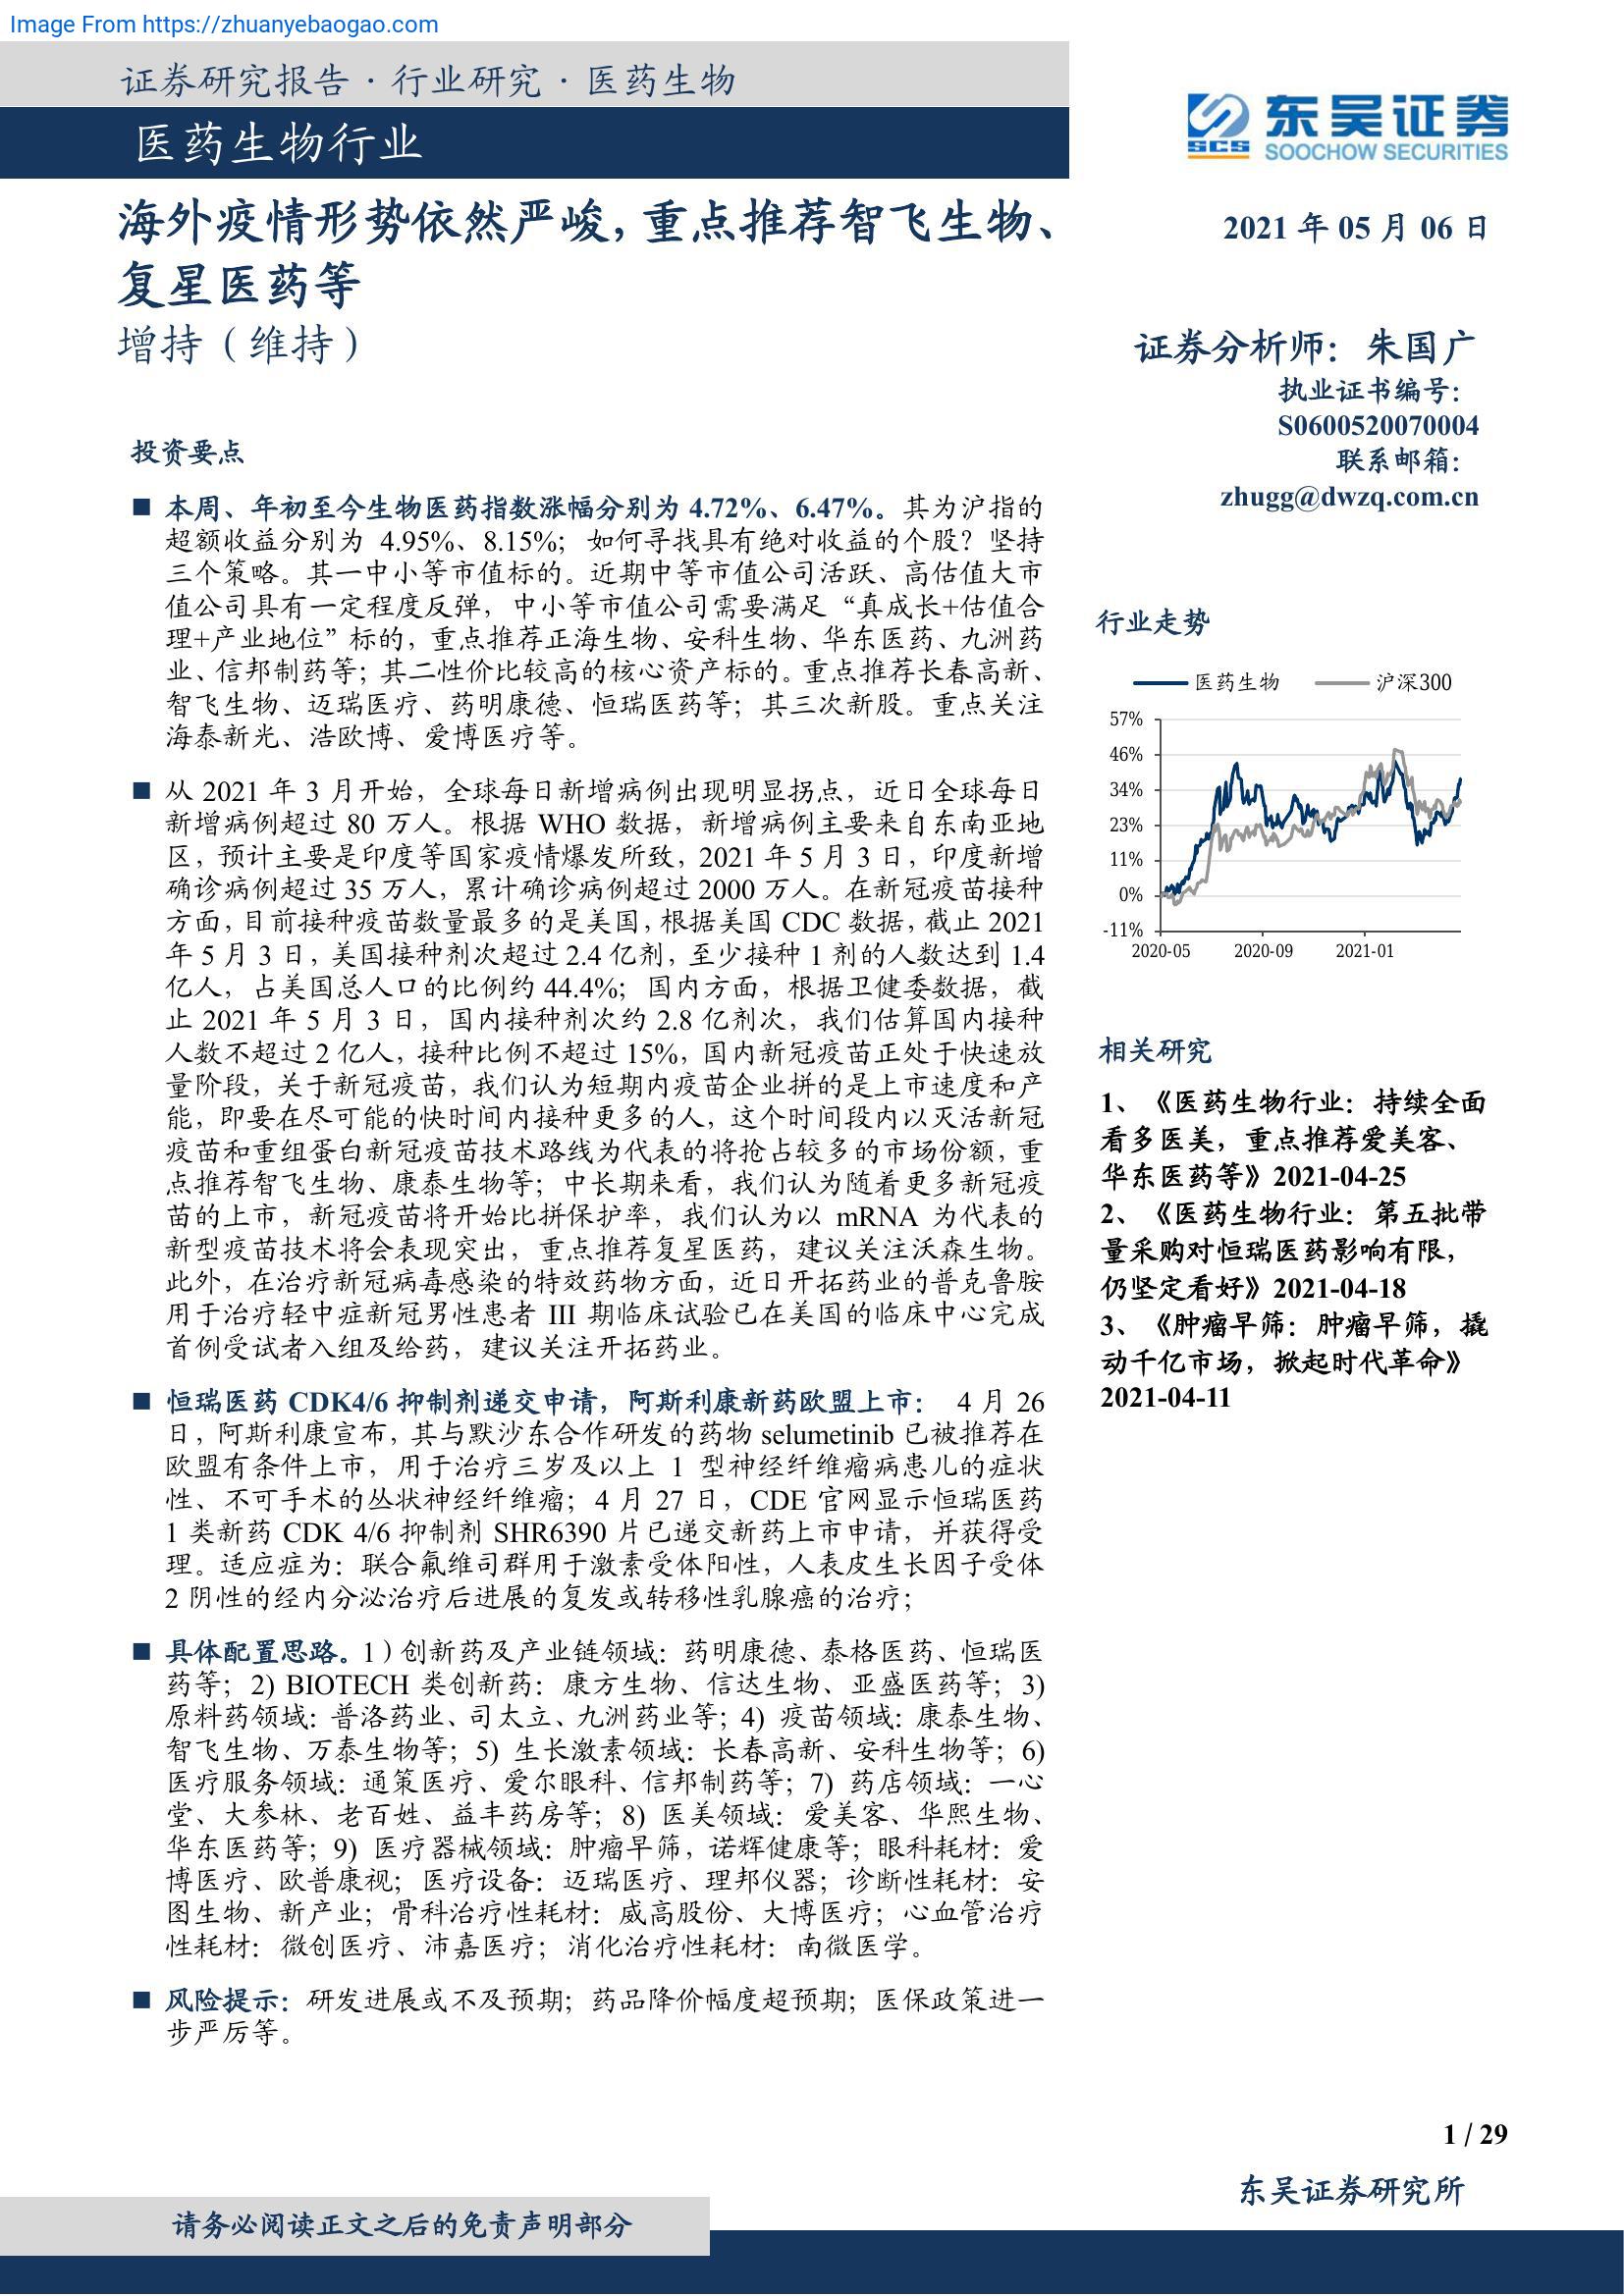 Image From https://zhuanyebaogao.com
证券研究报告·行业研究·医药生物
医药生物行业
东吴证券
SCS
SOOCHOW SECURITIES
海外疫情形势依然严峻，重点推荐智飞生物、
复星医药等
增持（维持）
2021 年 05 月 06 日
证券分析师：朱国广
执业证书编号：
S0600520070004
联系邮箱：
zhugg@dwzq.com.cn
投资要点
■ 本周、年初至今生物医药指数涨幅分别为 4.72%、6.47%。其为沪指的
超额收益分别为 4.95%、8.15%；如何寻找具有绝对收益的个股？坚持
三个策略。其一中小等市值标的。近期中等市值公司活跃、高估值大市
值公司具有一定程度反弹，中小等市值公司需要满足“真成长+估值合
理+产业地位”标的，重点推荐正海生物、安科生物、华东医药、九洲药
业、信邦制药等；其二性价比较高的核心资产标的。重点推荐长春高新、
智飞生物、迈瑞医疗、药明康德、恒瑞医药等；其三次新股。重点关注
海泰新光、浩欧博、爱博医疗等。
■ 从 2021 年 3 月开始，全球每日新增病例出现明显拐点，近日全球每日
新增病例超过 80 万人。根据 WHO 数据，新增病例主要来自东南亚地
区，预计主要是印度等国家疫情爆发所致，2021 年 5 月 3 日，印度新增
确诊病例超过 35 万人，累计确诊病例超过 2000 万人。在新冠疫苗接种
方面，目前接种疫苗数量最多的是美国，根据美国 CDC 数据，截止 2021
年 5 月 3 日，美国接种剂次超过 2.4 亿剂，至少接种 1 剂的人数达到 1.4
亿人，占美国总人口的比例约 44.4%；国内方面，根据卫健委数据，截
止 2021 年 5 月 3 日，国内接种剂次约 2.8 亿剂次，我们估算国内接种
人数不超过 2 亿人，接种比例不超过 15%，国内新冠疫苗正处于快速放
量阶段，关于新冠疫苗，我们认为短期内疫苗企业拼的是上市速度和产
能，即要在尽可能的快时间内接种更多的人，这个时间段内以灭活新冠
疫苗和重组蛋白新冠疫苗技术路线为代表的将抢占较多的市场份额，重
点推荐智飞生物、康泰生物等；中长期来看，我们认为随着更多新冠疫
苗的上市，新冠疫苗将开始比拼保护率，我们认为以 mRNA 为代表的
新型疫苗技术将会表现突出，重点推荐复星医药，建议关注沃森生物。
此外，在治疗新冠病毒感染的特效药物方面，近日开拓药业的普克鲁胺
用于治疗轻中症新冠男性患者 III 期临床试验已在美国的临床中心完成
首例受试者入组及给药，建议关注开拓药业。
■ 恒瑞医药 CDK4/6 抑制剂递交申请，阿斯利康新药欧盟上市： 4 月 26
日，阿斯利康宣布，其与默沙东合作研发的药物 selumetinib 已被推荐在
欧盟有条件上市，用于治疗三岁及以上 1 型神经纤维瘤病患儿的症状
性、不可手术的丛状神经纤维瘤；4 月 27 日，CDE 官网显示恒瑞医药
1 类新药 CDK 4/6 抑制剂 SHR6390 片已递交新药上市申请，并获得受
理。适应症为：联合氟维司群用于激素受体阳性，人表皮生长因子受体
2 阴性的经内分泌治疗后进展的复发或转移性乳腺癌的治疗；
■ 具体配置思路。1）创新药及产业链领域：药明康德、泰格医药、恒瑞医
药等；2) BIOTECH 类创新药：康方生物、信达生物、亚盛医药等；3)
原料药领域：普洛药业、司太立、九洲药业等；4) 疫苗领域：康泰生物、
智飞生物、万泰生物等；5) 生长激素领域：长春高新、安科生物等；6)
医疗服务领域：通策医疗、爱尔眼科、信邦制药等；7) 药店领域：一心
堂、大参林、老百姓、益丰药房等；8) 医美领域：爱美客、华熙生物、
华东医药等；9) 医疗器械领域：肿瘤早筛，诺辉健康等；眼科耗材：爱
博医疗、欧普康视；医疗设备：迈瑞医疗、理邦仪器；诊断性耗材：安
图生物、新产业；骨科治疗性耗材：威高股份、大博医疗；心血管治疗
性耗材：微创医疗、沛嘉医疗；消化治疗性耗材：南微医学。
■ 风险提示：研发进展或不及预期；药品降价幅度超预期；医保政策进一
步严厉等。
行业走势
医药生物 沪深300
57%
46%
34%
23%
11%
0%
-11%
2020-05 2020-09 2021-01
相关研究
1、《医药生物行业：持续全面
看多医美，重点推荐爱美客、
华东医药等》2021-04-25
2、《医药生物行业：第五批带
量采购对恒瑞医药影响有限，
仍坚定看好》2021-04-18
3、《肿瘤早筛：肿瘤早筛，撬
动千亿市场，掀起时代革命》
2021-04-11
1 / 29
东吴证券研究所
请务必阅读正文之后的免责声明部分